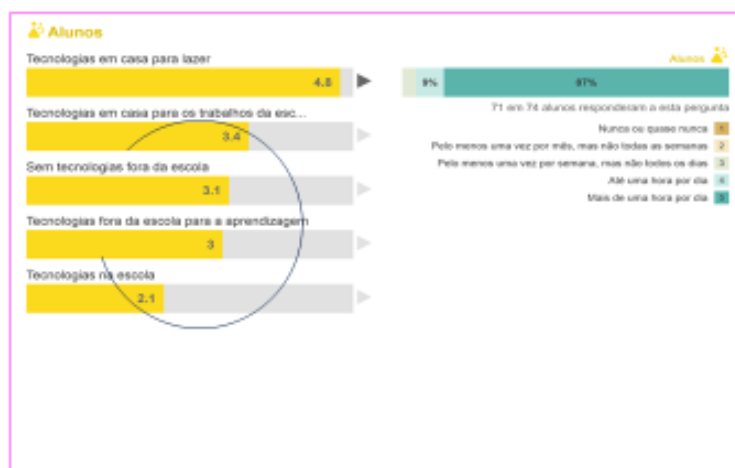 Alunos
Tecnologias em casa para lazer
4.8
Tecnologias em casa para os trabalhos da esc...
3.4
Sem tecnologias fora da escola
3.1
Tecnologias fora da escola para a aprendizagem
3
Tecnologias na escola
2.1
Alunos
9% 87%
71 em 74 alunos responderam a esta pergunta
Nunca ou quase nunca 1
Pelo menos uma vez por mês, mas não todas as semanas 2
Pelo menos uma vez por semana, mas não todos os dias 3
Até uma hora por dia 4
Mais de uma hora por dia 5